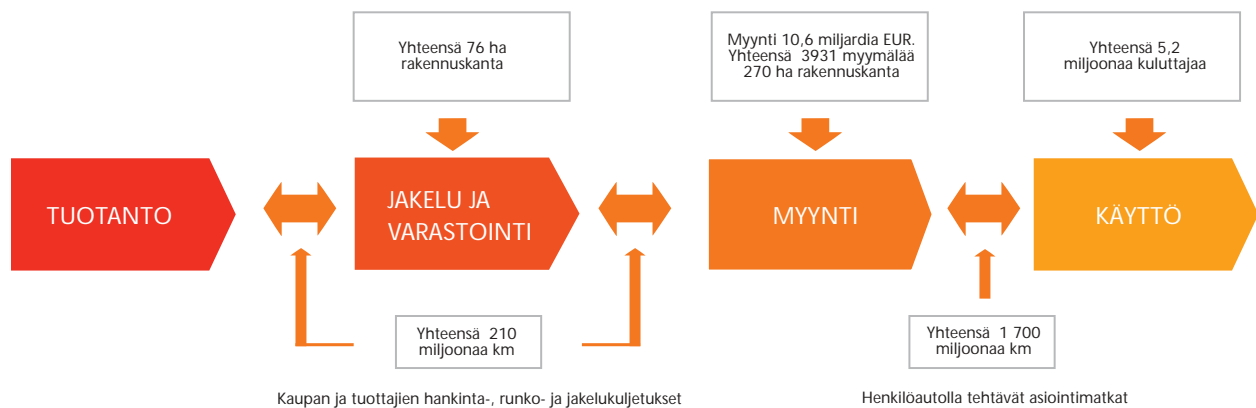 Yhteensä 76 ha
rakennuskanta
Myynti 10,6 miljardia EUR.
Yhteensä 3931 myymälää
270 ha rakennuskanta
Yhteensä 5,2
miljoonaa kuluttajaa
TUOTANTO
JAKELU JA
VARASTOINTI
MYYNTI
KÄYTTÖ
Yhteensä 210
miljoonaa km
Yhteensä 1 700
miljoonaa km
Kaupan ja tuottajien hankinta-, runko- ja jakelukuljetukset
Henkilöautolla tehtävät asiointimatkat